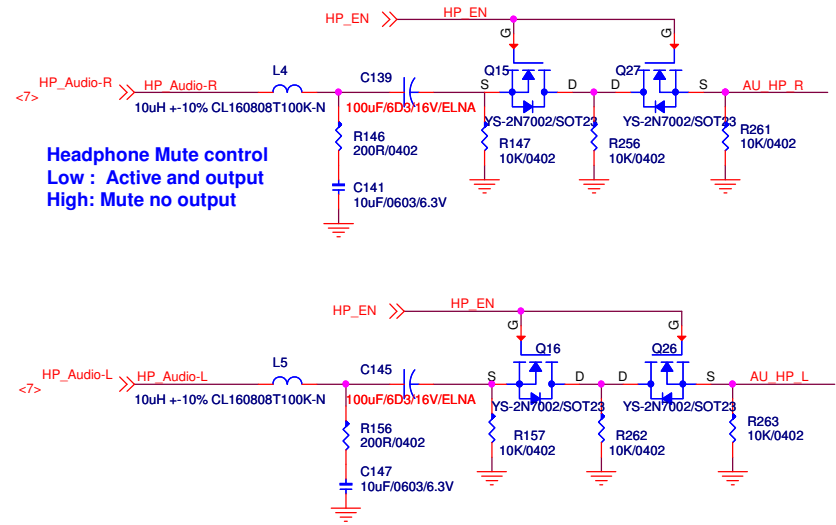 HP_EN
HP_EN
G
G
L4
C139
Q15
Q27
<7>
HP_Audio-R
HP_Audio-R
S
D
D
S
AU_HP_R
10uH +-10% CL160808T100K-N
100uF/6D3/16V/ELNA
YS-2N7002/SOT23
YS-2N7002/SOT23
R146
200R/0402
R147
10K/0402
R256
10K/0402
R261
10K/0402
Headphone Mute control
Low : Active and output
High: Mute no output
C141
10uF/0603/6.3V
HP_EN
HP_EN
G
G
L5
C145
Q16
Q26
<7>
HP_Audio-L
HP_Audio-L
S
D
D
S
AU_HP_L
10uH +-10% CL160808T100K-N
100uF/6D3/16V/ELNA
YS-2N7002/SOT23
YS-2N7002/SOT23
R156
200R/0402
R157
10K/0402
R262
10K/0402
R263
10K/0402
C147
10uF/0603/6.3V